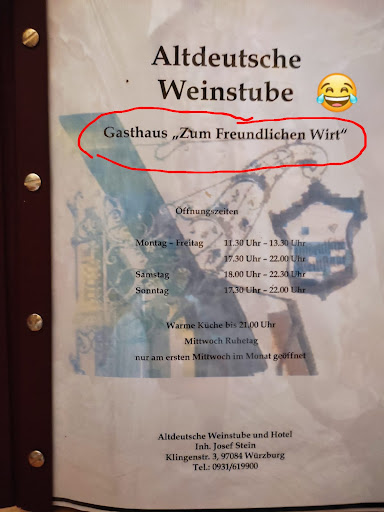 Altdeutsche
Weinstube
Gasthaus „Zum Freundlichen Wirt“
Öffnungszeiten
Montag – Freitag 11.30 Uhr – 13.30 Uhr
17.30 Uhr – 22.00 Uhr
Samstag 18.00 Uhr – 22.30 Uhr
Sonntag 17.30 Uhr – 22.00 Uhr
Warme Küche bis 21.00 Uhr
Mittwoch Ruhetag
nur am ersten Mittwoch im Monat geöffnet
Altdeutsche Weinstube und Hotel
Inh. Josef Stein
Klingenstr. 3, 97084 Würzburg
Tel.: 0931/619900